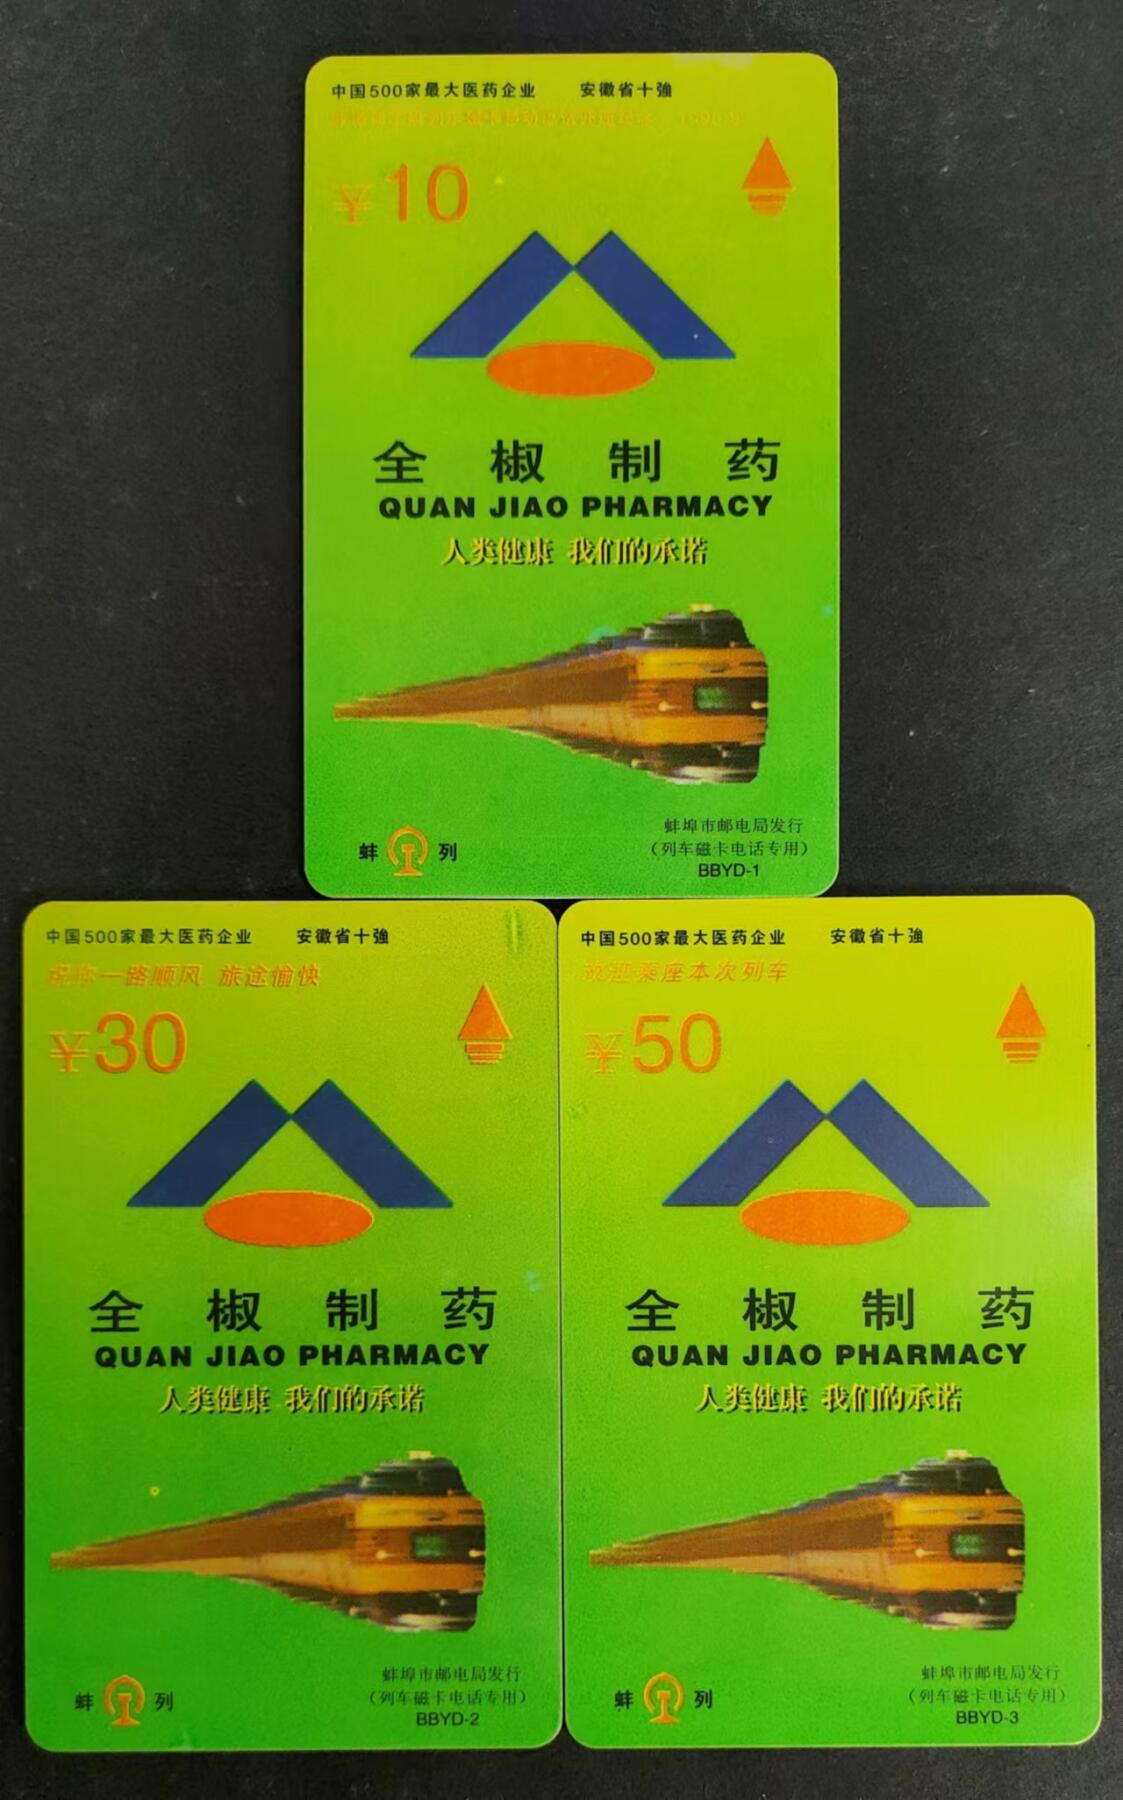 中国500家最大医药企业 安徽省十強
¥10
全椒制药
QUAN JIAO PHARMACY
人类健康 我们的承诺
蚌埠市邮电局发行
(列车磁卡电话专用)
蚌 列
BBYD-1
中国500家最大医药企业 安徽省十強
祝你一路顺风 旅途愉快
¥30
全椒制药
QUAN JIAO PHARMACY
人类健康 我们的承诺
蚌埠市邮电局发行
(列车磁卡电话专用)
蚌 列
BBYD-2
中国500家最大医药企业 安徽省十強
欢迎乘座本次列车
¥50
全椒制药
QUAN JIAO PHARMACY
人类健康 我们的承诺
蚌埠市邮电局发行
(列车磁卡电话专用)
蚌 列
BBYD-3